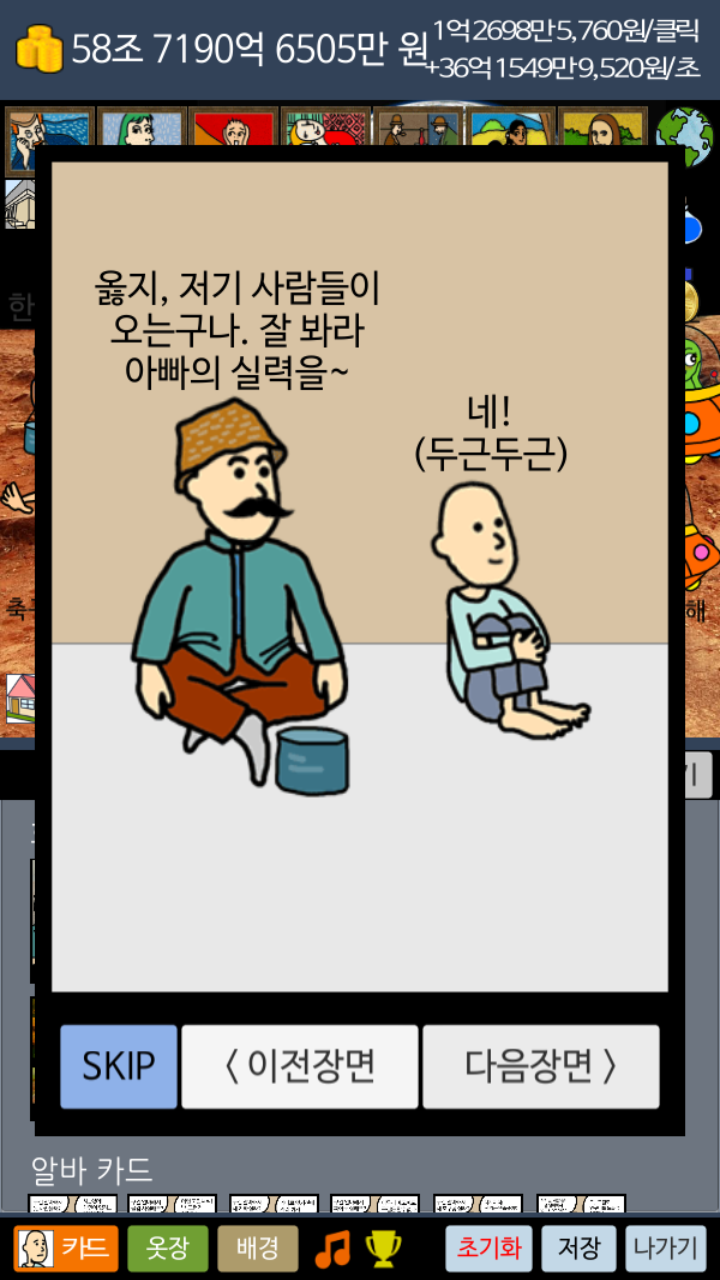 58조 7190억 6505만 원
1억 2698만 5,760원/클릭
+36억 1549만 9,520원/초
한
옳지, 저기 사람들이
오는구나. 잘 봐라
아빠의 실력을~
네!
(두근두근)
해
기
SKIP
< 이전장면
다음장면 >
알바 카드
카드
옷장
배경
초기화
저장
나가기